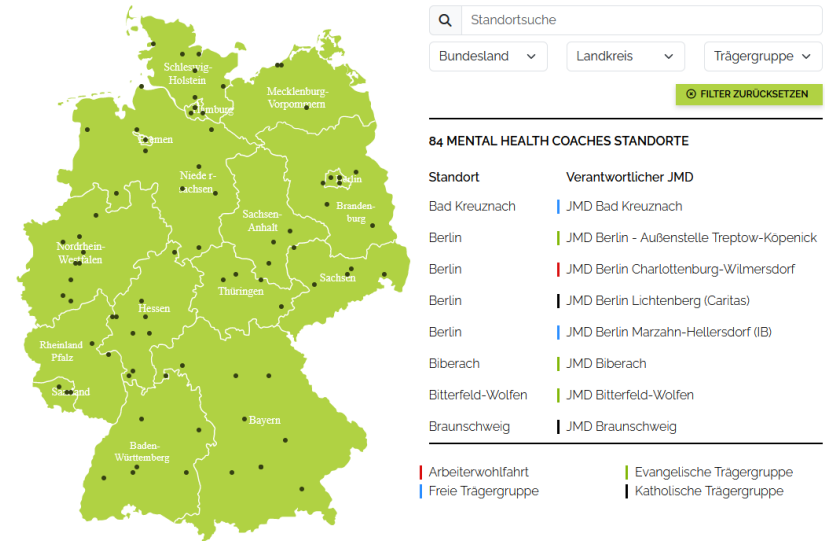 Schleswig-
Holstein
Mecklenburg-
Vorpommern
Hamburg
Bremen
Niede r-
sachsen
Berlin
Branden-
burg
Sachsen-
Anhalt
Nordrhein-
Westfalen
Sachsen
Thüringen
Hessen
Rheinland
Pfalz
Saarland
Bayern
Baden-
Württemberg
Standortsuche
Bundesland Landkreis Trägergruppe
FILTER ZURÜCKSETZEN
84 MENTAL HEALTH COACHES STANDORTE
Standort Verantwortlicher JMD
Bad Kreuznach JMD Bad Kreuznach
Berlin JMD Berlin - Außenstelle Treptow-Köpenick
Berlin JMD Berlin Charlottenburg-Wilmersdorf
Berlin JMD Berlin Lichtenberg (Caritas)
Berlin JMD Berlin Marzahn-Hellersdorf (IB)
Biberach JMD Biberach
Bitterfeld-Wolfen JMD Bitterfeld-Wolfen
Braunschweig JMD Braunschweig
Arbeiterwohlfahrt Evangelische Trägergruppe
Freie Trägergruppe Katholische Trägergruppe